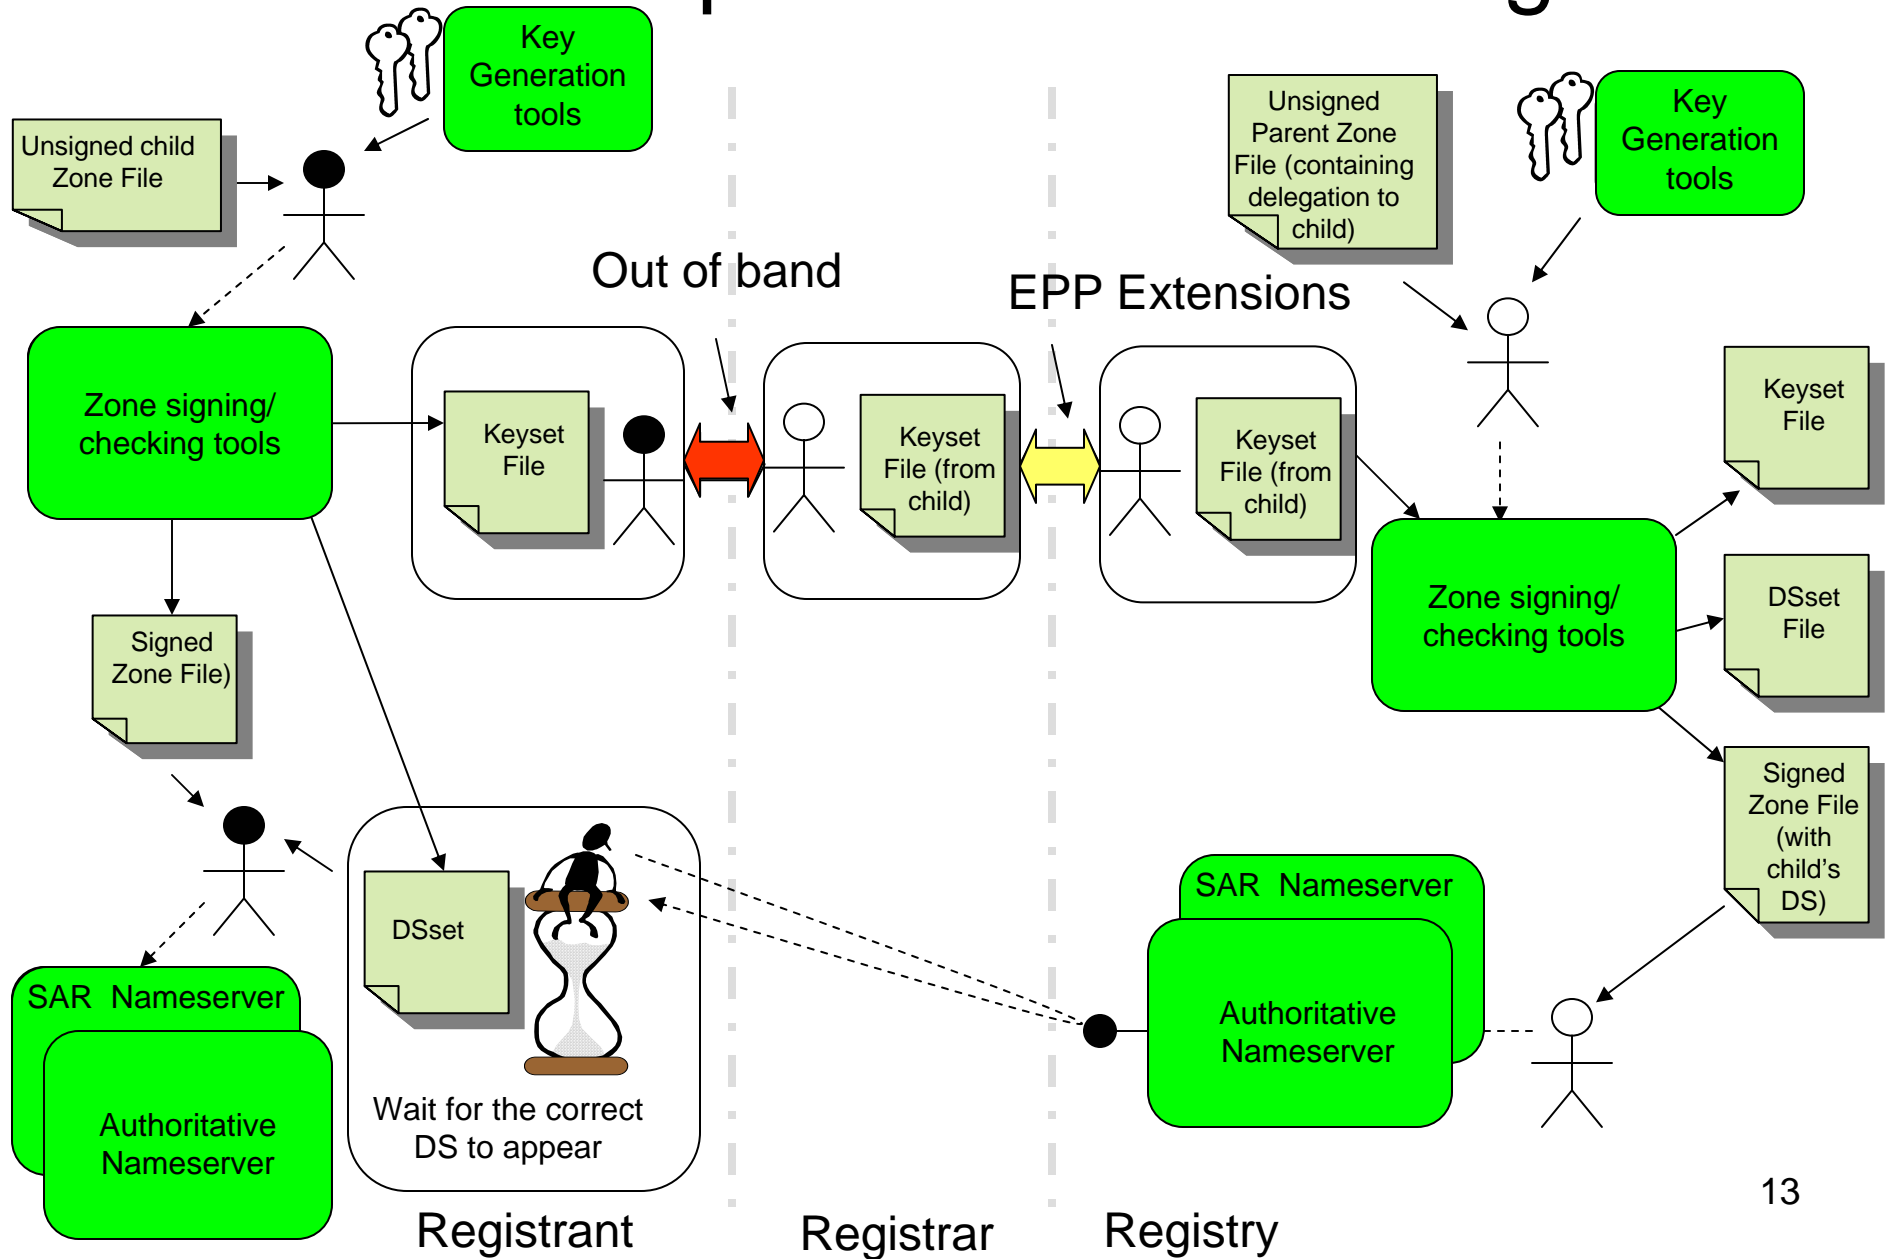 Key
Generation
tools
Unsigned child
Zone File
Unsigned
Parent Zone
File (containing
delegation to
child)
Key
Generation
tools
Out of band
EPP Extensions
Zone signing/
checking tools
Keyset
File
Keyset
File (from
child)
Keyset
File (from
child)
Keyset
File
Zone signing/
checking tools
DSset
File
Signed
Zone File)
Signed
Zone File
(with
child's
DS)
DSset
SAR Nameserver
Authoritative
Nameserver
SAR Nameserver
Authoritative
Nameserver
Wait for the correct
DS to appear
13
Registrant
Registrar
Registry